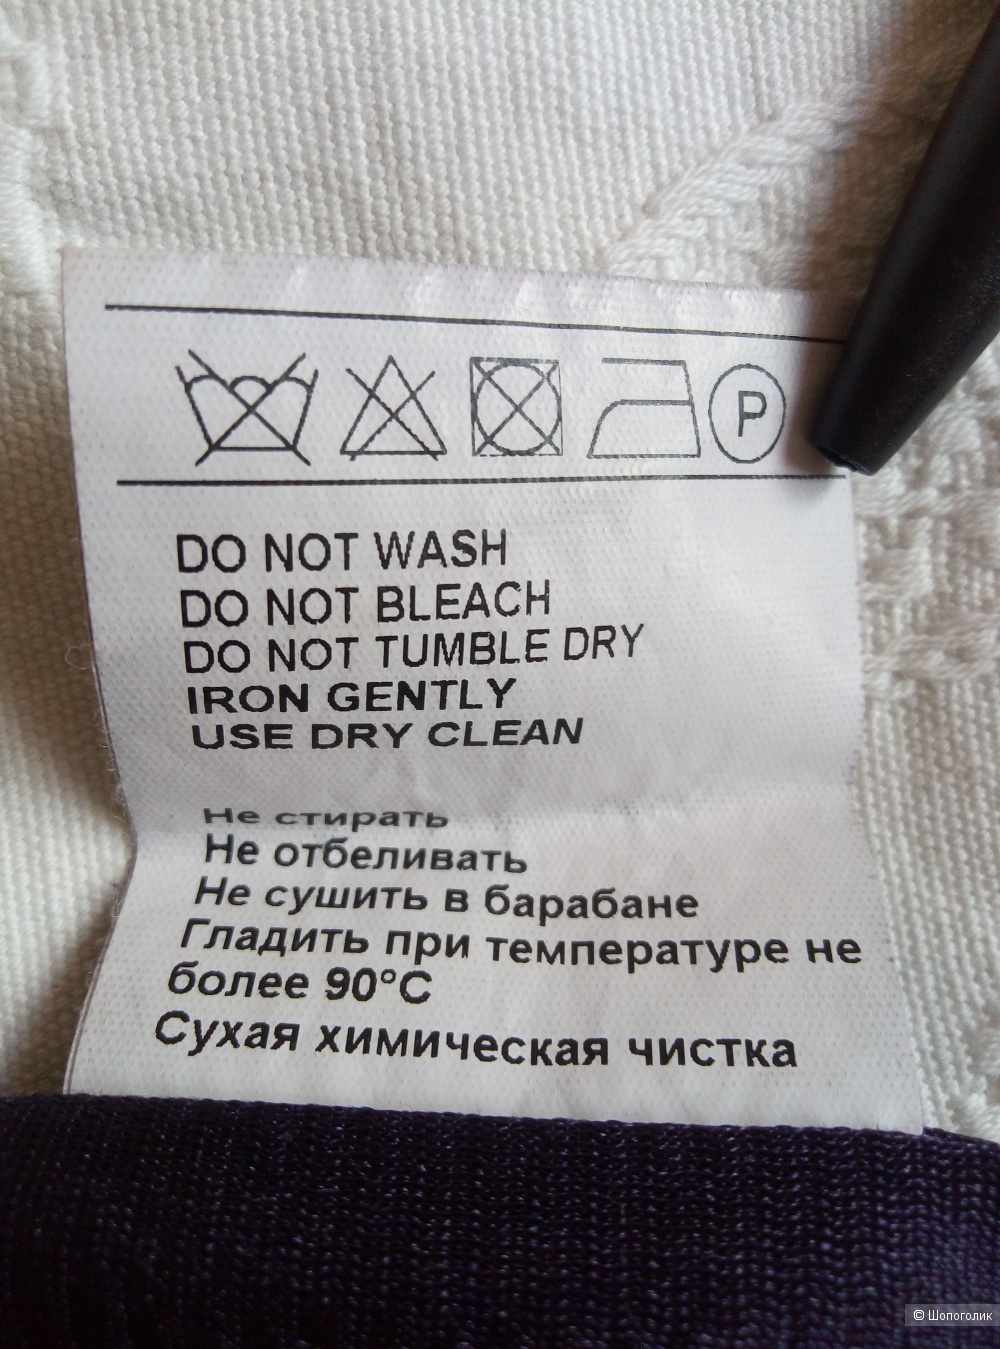 P
DO NOT WASH
DO NOT BLEACH
DO NOT TUMBLE DRY
IRON GENTLY
USE DRY CLEAN
Не стирать
Не отбеливать
Не сушить в барабане
Гладить при температуре не
более 90°С
Сухая химическая чистка
© Шопоголик